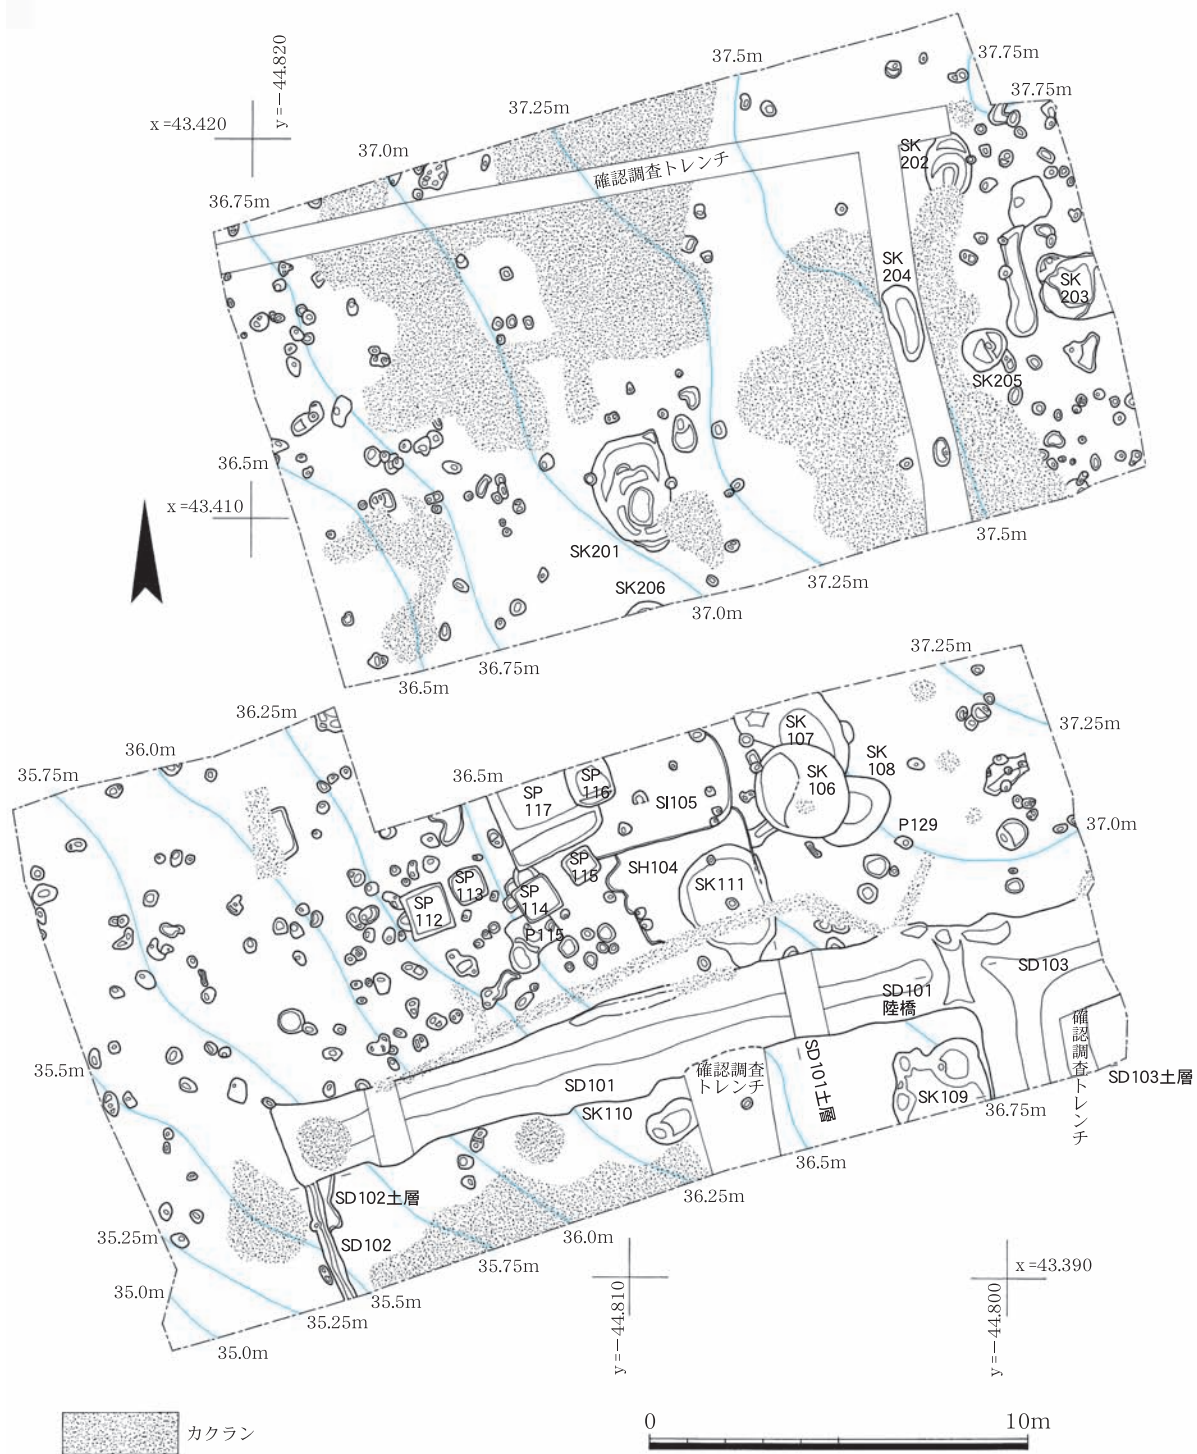 y=－44.820
x=43.420
37.5m
37.75m
37.75m
37.25m
37.0m
36.75m
確認調査トレンチ
SK
202
SK
204
SK
203
SK205
36.5m
x=43.410
SK201
SK206
37.5m
37.25m
37.0m
36.75m
36.5m
37.25m
36.25m
36.0m
35.75m
36.5m
37.25m
SK
107
SK
108
SK
106
SP
116
SP
117
SI105
P129
37.0m
SP
115
SH104
SP
113
SP
112
SP
114
SK111
P115
SD103
SD101
陸橋
確認調査トレンチ
確認調査
トレンチ
SD101土層
SD103土層
35.5m
SD101
SK110
SK109
36.75m
36.5m
36.25m
SD102土層
SD102
36.0m
35.75m
35.5m
35.25m
35.0m
35.25m
35.0m
x=43.390
y=－44.810
y=－44.800
カクラン
0
10m